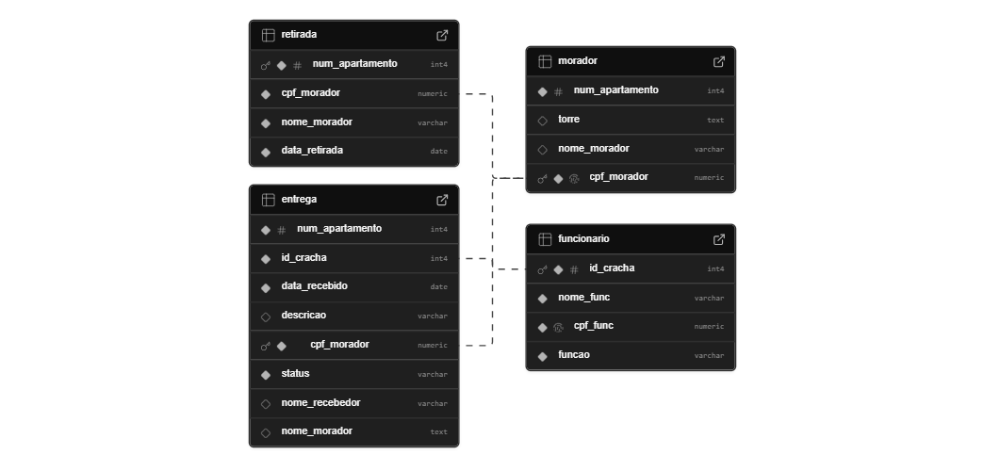 retirada
num_apartamento int4
cpf_morador numeric
nome_morador varchar
data_retirada date
entrega
num_apartamento int4
id_cracha int4
data_recebido date
descricao varchar
cpf_morador numeric
status varchar
nome_recebedor varchar
nome_morador text
morador
num_apartamento int4
torre text
nome_morador varchar
cpf_morador numeric
funcionario
id_cracha int4
nome_func varchar
cpf_func numeric
funcao varchar